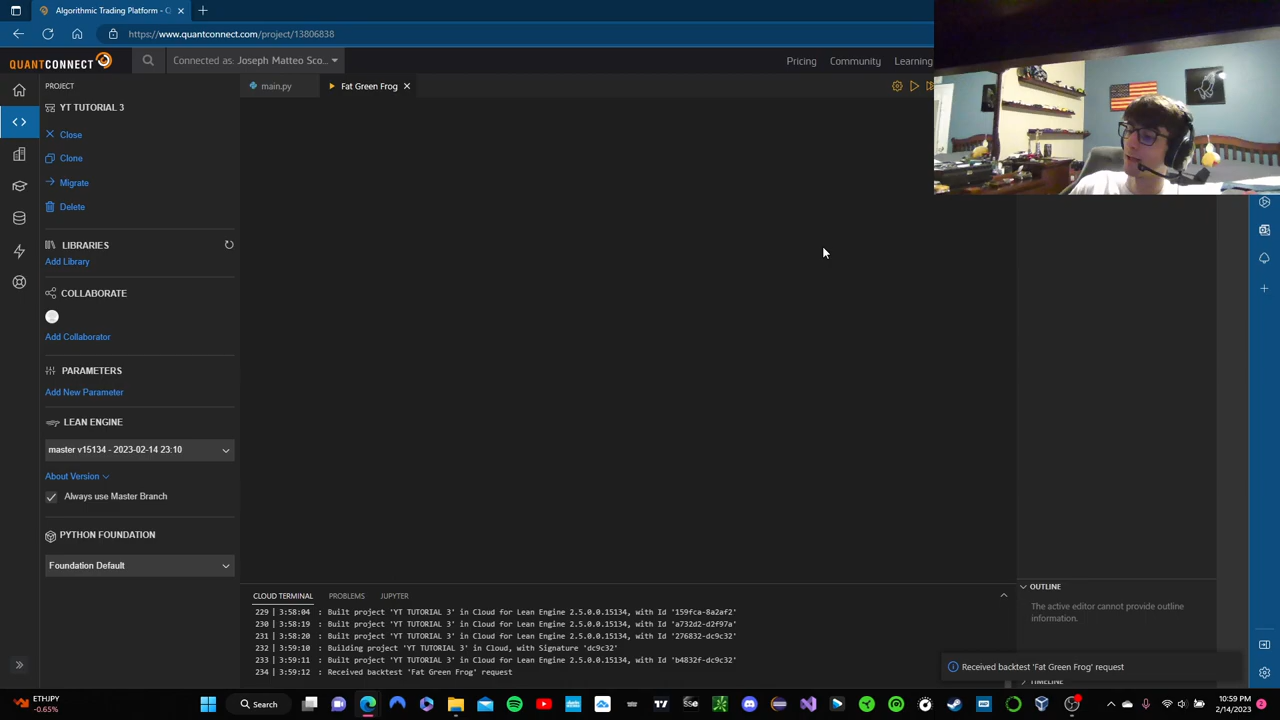 Algorithmic Trading Platform - Q
https://www.quantconnect.com/project/13806838
QUANTCONNECT
Connected as: Joseph Matteo Sco...
Pricing
Community
Learning
PROJECT
main.py
Fat Green Frog
YT TUTORIAL 3
Close
Clone
Migrate
Delete
LIBRARIES
Add Library
COLLABORATE
Add Collaborator
PARAMETERS
Add New Parameter
LEAN ENGINE
master v15134 - 2023-02-14 23:10
About Version
Always use Master Branch
PYTHON FOUNDATION
Foundation Default
CLOUD TERMINAL
PROBLEMS
JUPYTER
229 | 3:58:04 : Built project 'YT TUTORIAL 3' in Cloud for Lean Engine 2.5.0.0.15134, with Id '159fca-8a2af2'
230 | 3:58:19 : Built project 'YT TUTORIAL 3' in Cloud for Lean Engine 2.5.0.0.15134, with Id 'a732d2-d2f97a'
231 | 3:58:20 : Built project 'YT TUTORIAL 3' in Cloud for Lean Engine 2.5.0.0.15134, with Id '276832-dc9c32'
232 | 3:59:10 : Building project 'YT TUTORIAL 3' in Cloud, with Signature 'dc9c32'
233 | 3:59:11 : Built project 'YT TUTORIAL 3' in Cloud for Lean Engine 2.5.0.0.15134, with Id 'b4832f-dc9c32'
234 | 3:59:12 : Received backtest 'Fat Green Frog' request
OUTLINE
The active editor cannot provide outline
information.
Received backtest 'Fat Green Frog' request
TIMELINE
ETHJPY
-0.65%
Search
10:59 PM
2/14/2023